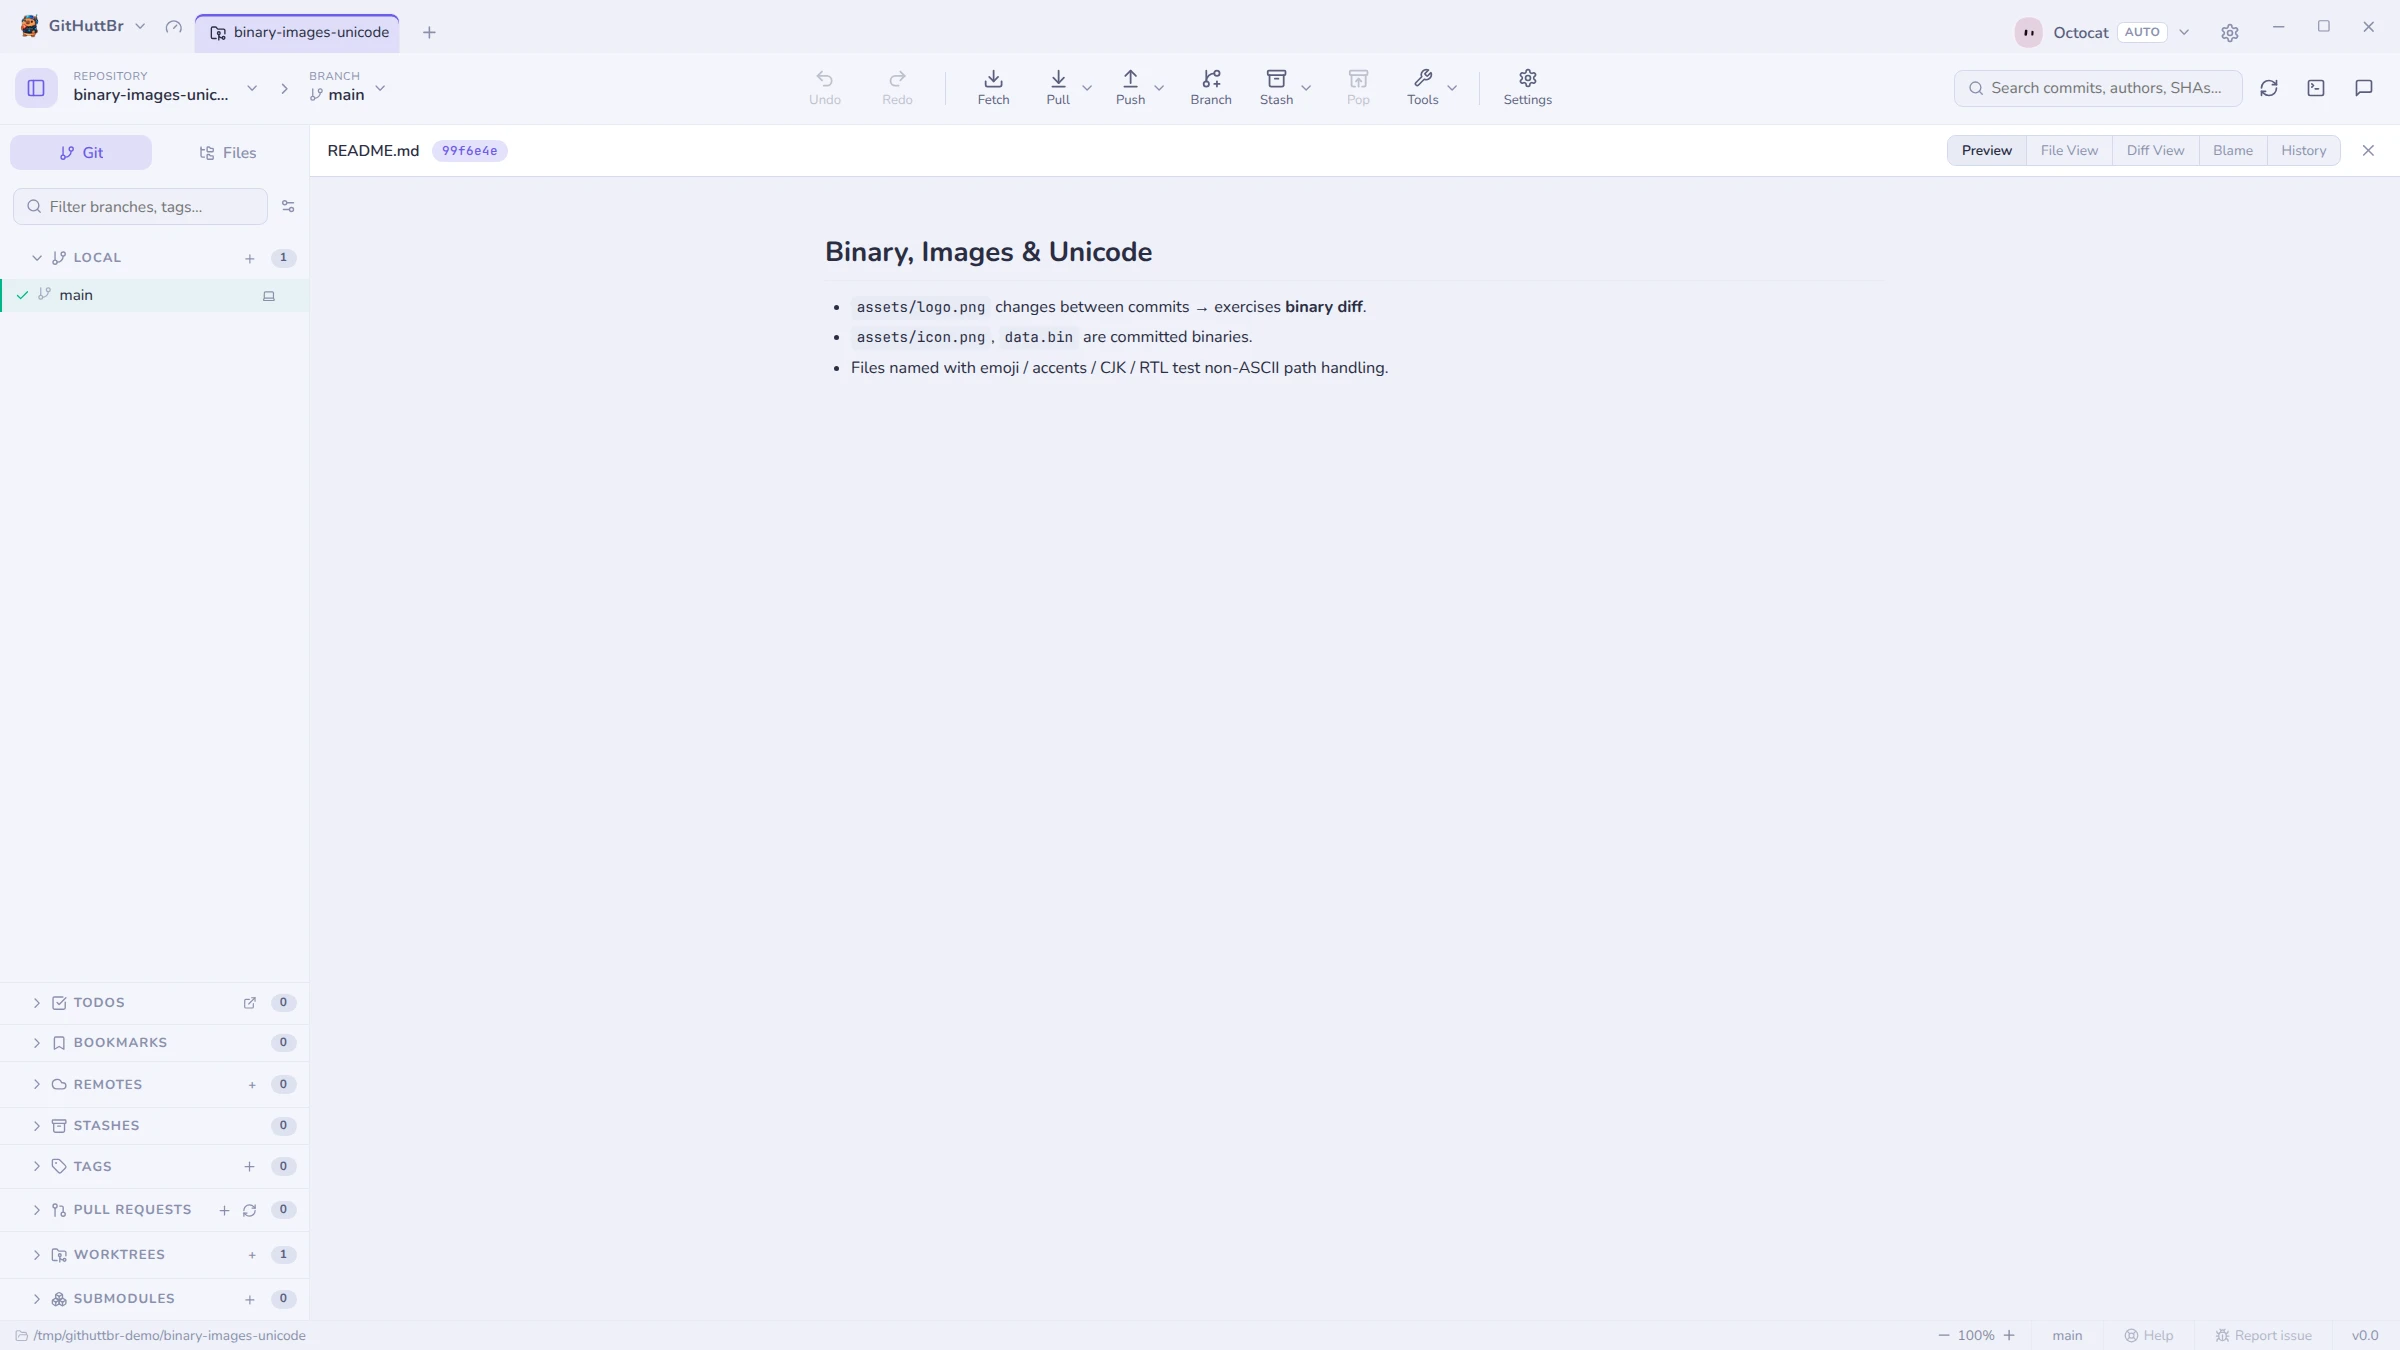 GitHuttBr
binary-images-unicode
Octocat AUTO
REPOSITORY
binary-images-unic...
BRANCH
main
Undo
Redo
Fetch
Pull
Push
Branch
Stash
Pop
Tools
Settings
Search commits, authors, SHAs...
Git
Files
README.md 99f6e4e
Preview
File View
Diff View
Blame
History
Filter branches, tags...
LOCAL 1
main
Binary, Images & Unicode
• assets/logo.png changes between commits → exercises binary diff.
• assets/icon.png, data.bin are committed binaries.
• Files named with emoji / accents / CJK / RTL test non-ASCII path handling.
TODOS 0
BOOKMARKS 0
REMOTES 0
STASHES 0
TAGS 0
PULL REQUESTS 0
WORKTREES 1
SUBMODULES 0
/tmp/githuttbr-demo/binary-images-unicode
100%
main
Help
Report issue
v0.0